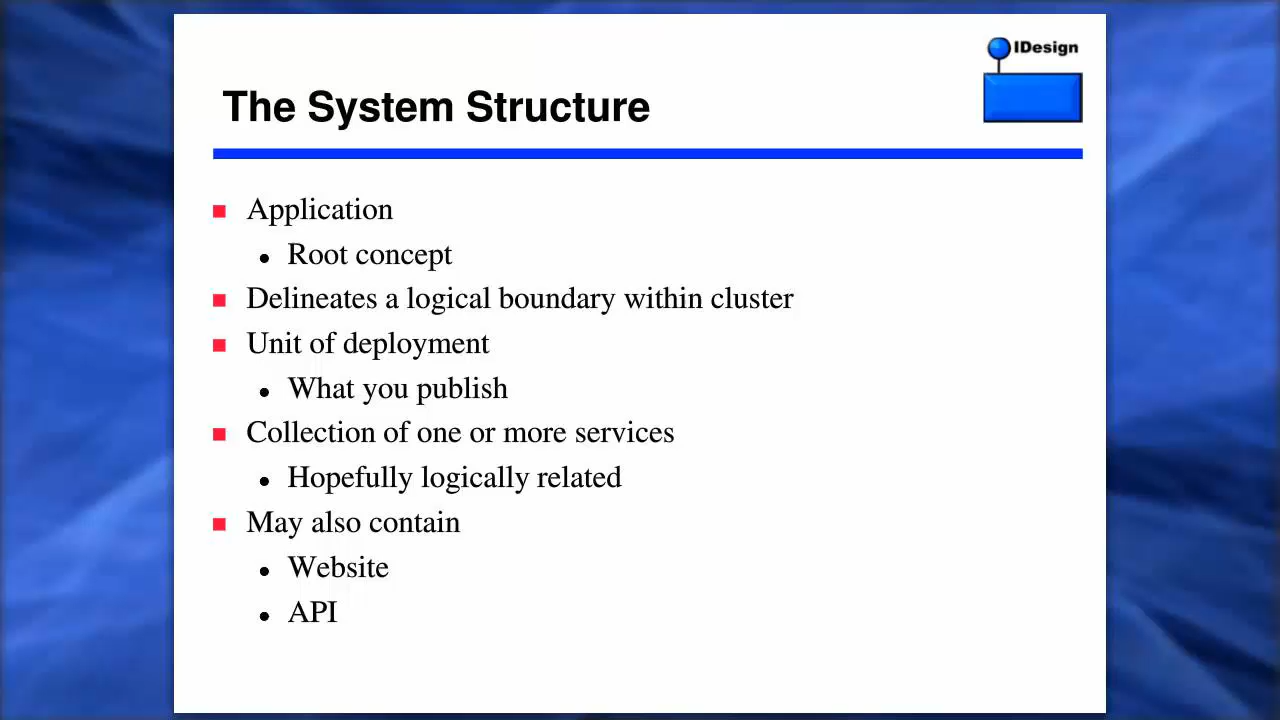 IDesign
The System Structure
Application
Root concept
Delineates a logical boundary within cluster
Unit of deployment
What you publish
Collection of one or more services
Hopefully logically related
May also contain
Website
API